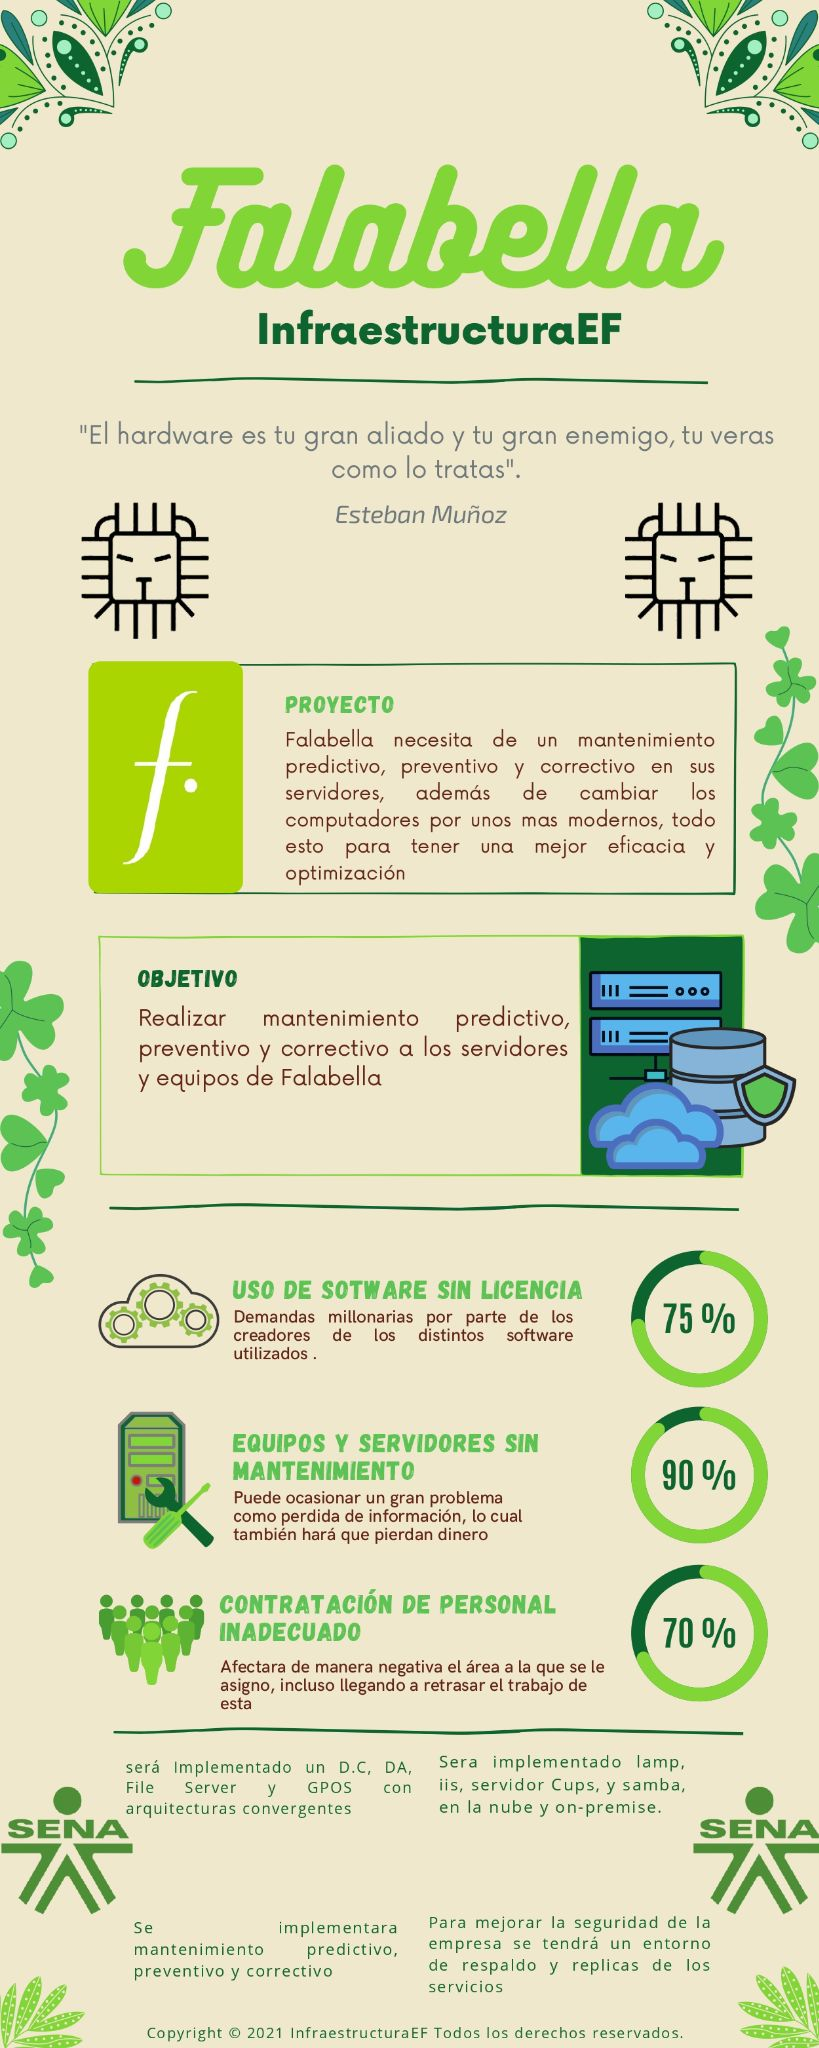 Falabella
InfraestructuraEF
"El hardware es tu gran aliado y tu gran enemigo, tu veras
como lo tratas".
Esteban Muñoz
f.
PROYECTO
Falabella necesita de un mantenimiento
predictivo, preventivo y correctivo en sus
servidores, además de cambiar los
computadores por unos mas modernos, todo
esto para tener una mejor eficacia y
optimización
OBJETIVO
Realizar mantenimiento predictivo,
preventivo y correctivo a los servidores
y equipos de Falabella
USO DE SOTWARE SIN LICENCIA
Demandas millonarias por parte de los
creadores de los distintos software
utilizados .
75 %
EQUIPOS Y SERVIDORES SIN
MANTENIMIENTO
Puede ocasionar un gran problema
como perdida de información, lo cual
también hará que pierdan dinero
90 %
CONTRATACIÓN DE PERSONAL
INADECUADO
Afectara de manera negativa el área a la que se le
asigno, incluso llegando a retrasar el trabajo de
esta
70 %
será Implementado un D.C, DA,
File Server y GPOS con
arquitecturas convergentes
Sera implementado lamp,
iis, servidor Cups, y samba,
en la nube y on-premise.
SENA
SENA
Se implementara
mantenimiento predictivo,
preventivo y correctivo
Para mejorar la seguridad de la
empresa se tendrá un entorno
de respaldo y replicas de los
servicios
Copyright © 2021 InfraestructuraEF Todos los derechos reservados.